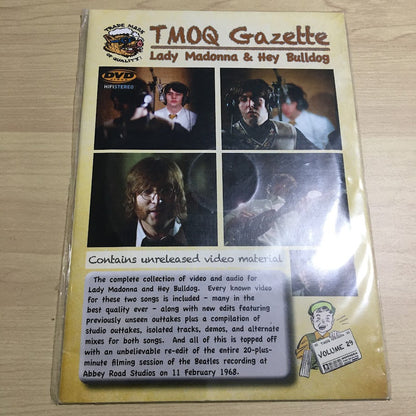 TRADE MARK
OF QUALITY
TMOQ Gazette
Lady Madonna & Hey Bulldog
DVD
HIFI STEREO
Contains unreleased video material
The complete collection of video and audio for
Lady Madonna and Hey Bulldog. Every known video
for these two songs is included - many in the
best quality ever - along with new edits featuring
previously unseen outtakes plus a compilation of
studio outtakes, isolated tracks, demos, and alternate
mixes for both songs. And all of this is topped off
with an unbelievable re-edit of the entire 20-plus-
minute filming session of the Beatles recording at
Abbey Road Studios on 11 February 1968.
VOLUME 29